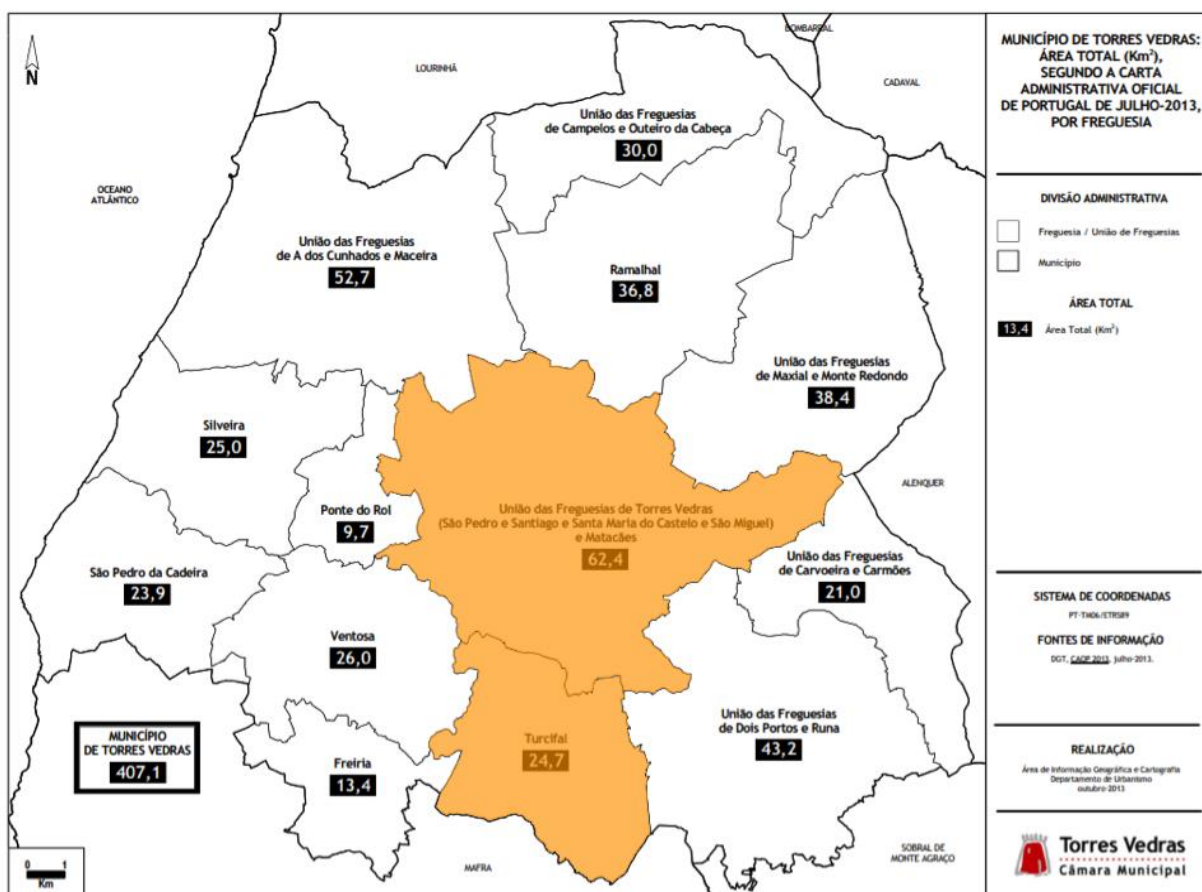 N
LOURINHÃ
BOMBARRAL
CADAVAL
OCEANO
ATLÂNTICO
União das Freguesias
de Campelos e Outeiro da Cabeça
30,0
União das Freguesias
de A dos Cunhados e Maceira
52,7
Ramalhal
36,8
União das Freguesias
de Maxial e Monte Redondo
38,4
Silveira
25,0
ALENQUER
Ponte do Rol
9,7
União das Freguesias de Torres Vedras
(São Pedro e Santiago e Santa Maria do Castelo e São Miguel)
e Matacães
62,4
São Pedro da Cadeira
23,9
União das Freguesias
de Carvoeira e Carmões
21,0
Ventosa
26,0
União das Freguesias
de Dois Portos e Runa
43,2
Turcifal
24,7
MUNICÍPIO
DE TORRES VEDRAS
407,1
Freiria
13,4
MAFRA
SOBRAL DE
MONTE AGRAÇO
0 1
Km
MUNICÍPIO DE TORRES VEDRAS:
ÁREA TOTAL (Km²),
SEGUNDO A CARTA
ADMINISTRATIVA OFICIAL
DE PORTUGAL DE JULHO-2013,
POR FREGUESIA
DIVISÃO ADMINISTRATIVA
Freguesia / União de Freguesias
Município
ÁREA TOTAL
13,4 Área Total (Km²)
SISTEMA DE COORDENADAS
PT-TM06/ETRS89
FONTES DE INFORMAÇÃO
DGT, CAOP 2013, julho-2013.
REALIZAÇÃO
Área de Informação Geográfica e Cartografia
Departamento de Urbanismo
outubro 2013
Torres Vedras
Câmara Municipal